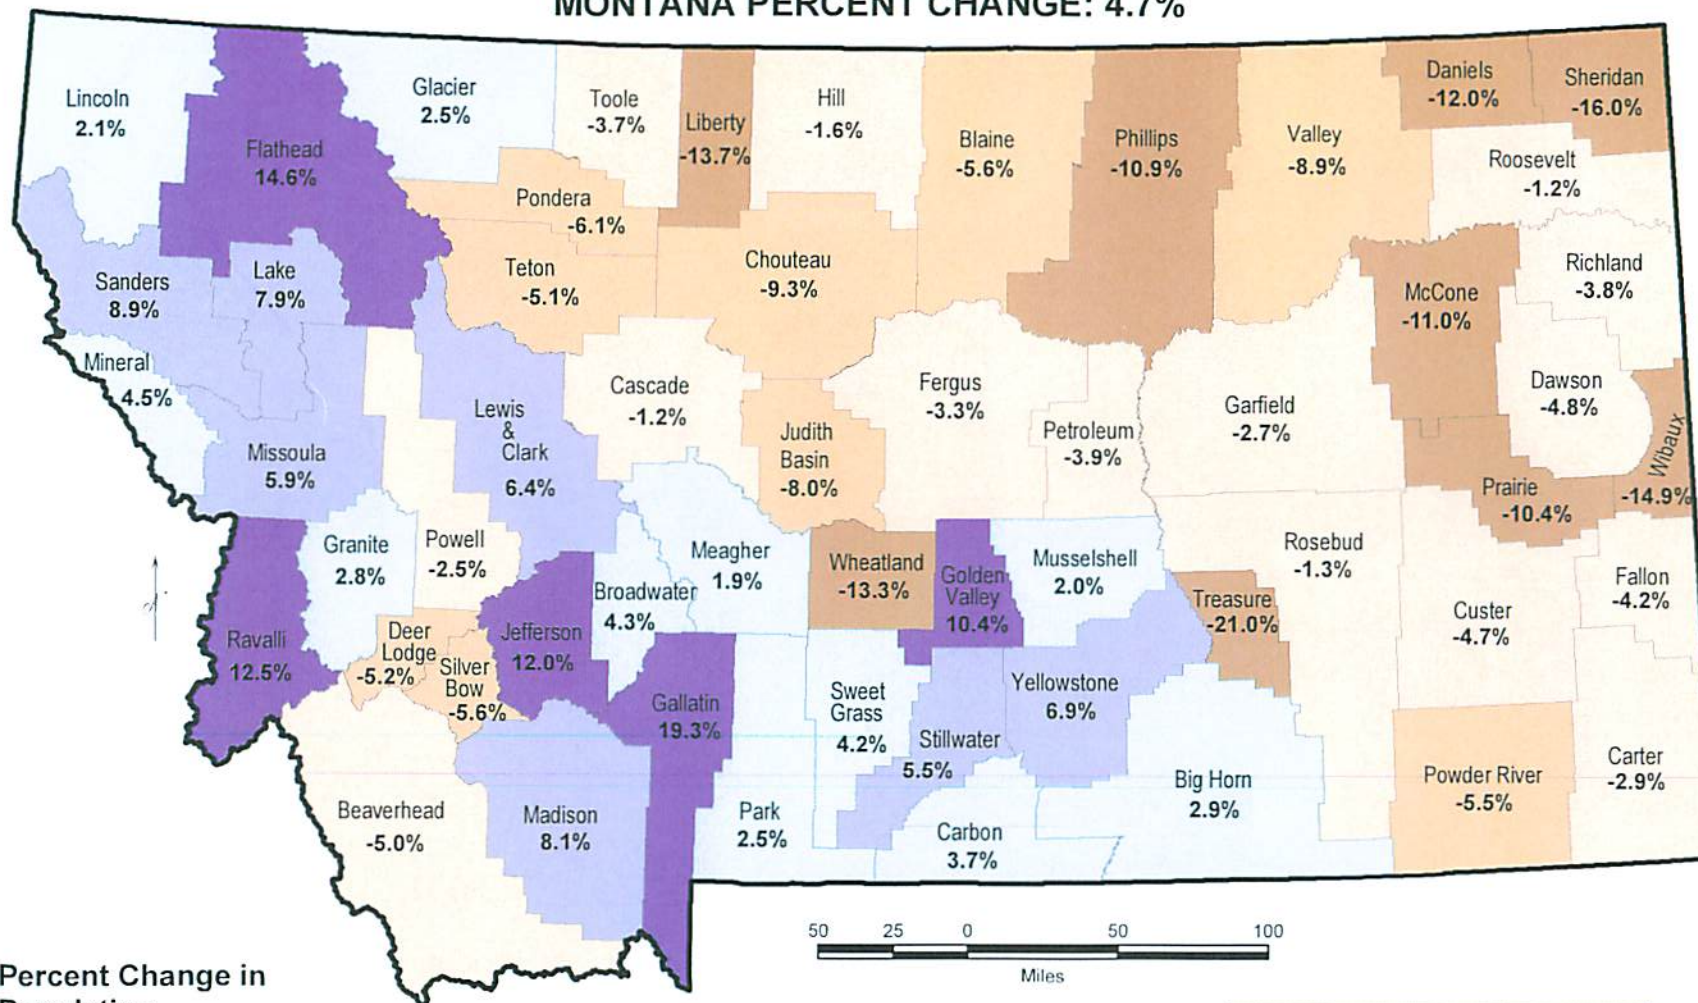 MONTANA PERCENT CHANGE: 4.7%
Lincoln
2.1%
Flathead
14.6%
Glacier
2.5%
Toole
-3.7%
Liberty
-13.7%
Hill
-1.6%
Blaine
-5.6%
Phillips
-10.9%
Valley
-8.9%
Daniels
-12.0%
Sheridan
-16.0%
Roosevelt
-1.2%
Pondera
-6.1%
Teton
-5.1%
Chouteau
-9.3%
Sanders
8.9%
Lake
7.9%
McCone
-11.0%
Richland
-3.8%
Mineral
4.5%
Missoula
5.9%
Lewis
&
Clark
6.4%
Cascade
-1.2%
Judith
Basin
-8.0%
Fergus
-3.3%
Petroleum
-3.9%
Garfield
-2.7%
Dawson
-4.8%
Wibaux
-14.9%
Prairie
-10.4%
Granite
2.8%
Powell
-2.5%
Meagher
1.9%
Broadwater
4.3%
Wheatland
-13.3%
Golden
Valley
10.4%
Musselshell
2.0%
Treasure
-21.0%
Rosebud
-1.3%
Custer
-4.7%
Fallon
-4.2%
Ravalli
12.5%
Deer
Lodge
-5.2%
Silver
Bow
-5.6%
Jefferson
12.0%
Gallatin
19.3%
Sweet
Grass
4.2%
Stillwater
5.5%
Yellowstone
6.9%
Beaverhead
-5.0%
Madison
8.1%
Park
2.5%
Carbon
3.7%
Big Horn
2.9%
Powder River
-5.5%
Carter
-2.9%
50 25 0 50 100
Miles
Percent Change in
Population